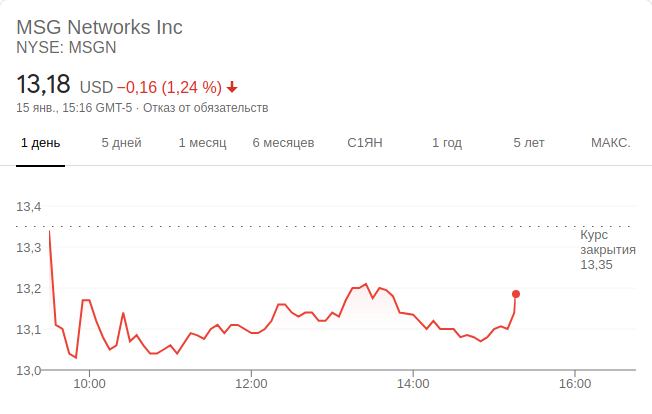 MSG Networks Inc
NYSE: MSGN
13,18 USD −0,16 (1,24 %)
15 янв., 15:16 GMT-5 · Отказ от обязательств
1 день 5 дней 1 месяц 6 месяцев С1ЯН 1 год 5 лет МАКС.
13,4
Курс
закрытия
13,35
13,3
13,2
13,1
13,0
10:00 12:00 14:00 16:00